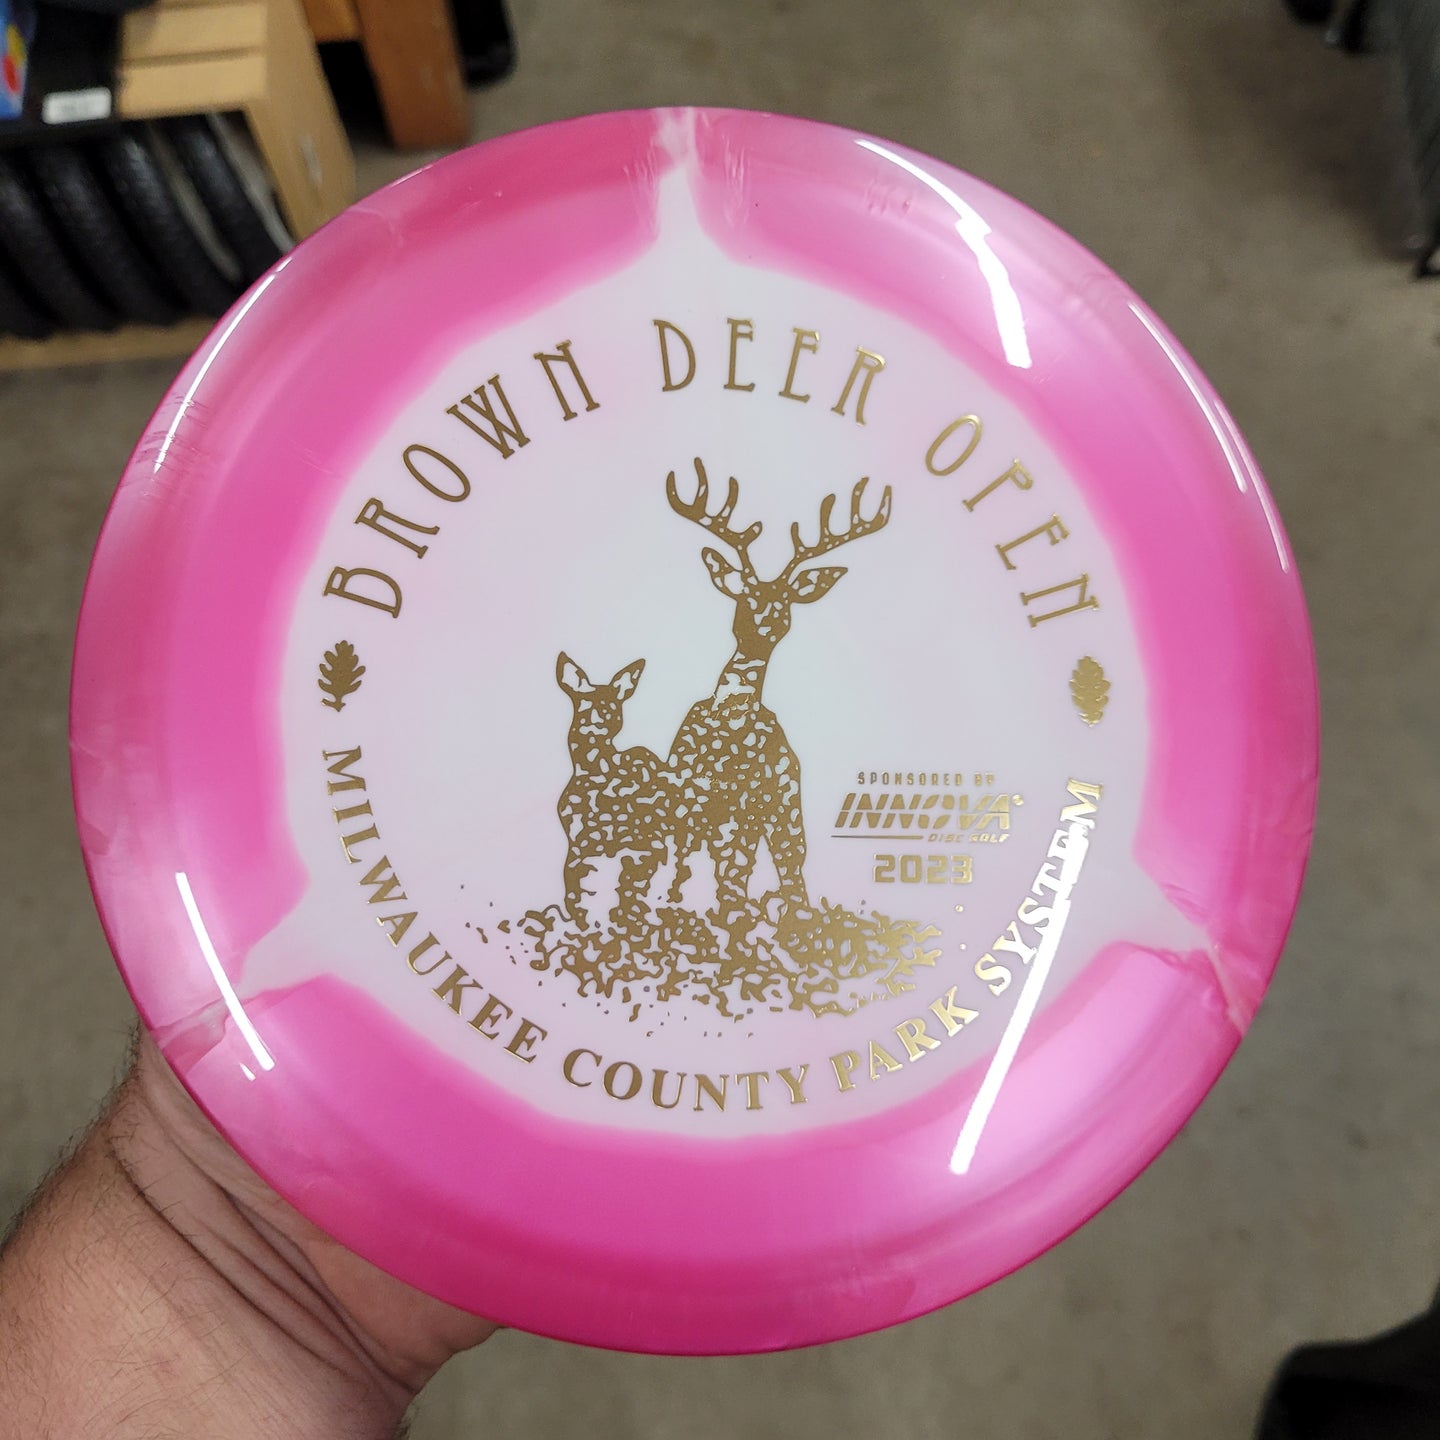 BROWN DEER OPEN
SPONSORED BY
INNOVA
DISC GOLF
2023
MILWAUKEE COUNTY PARK SYSTEM